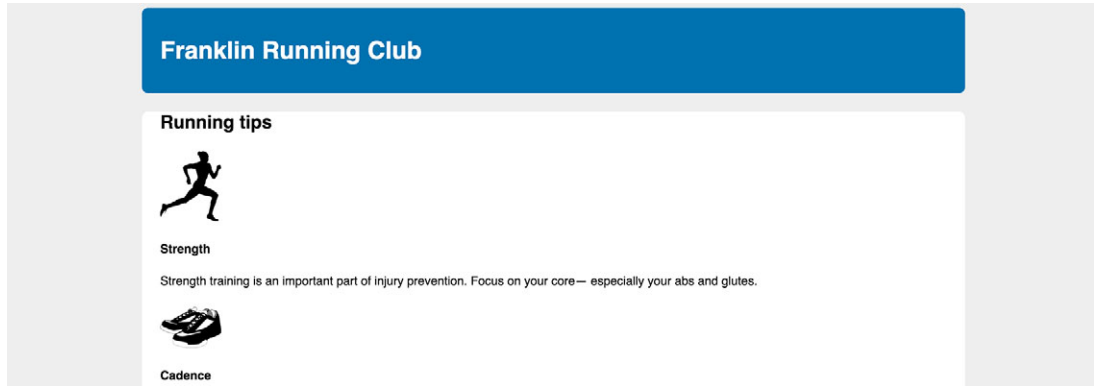 Franklin Running Club
Running tips
Strength
Strength training is an important part of injury prevention. Focus on your core— especially your abs and glutes.
Cadence